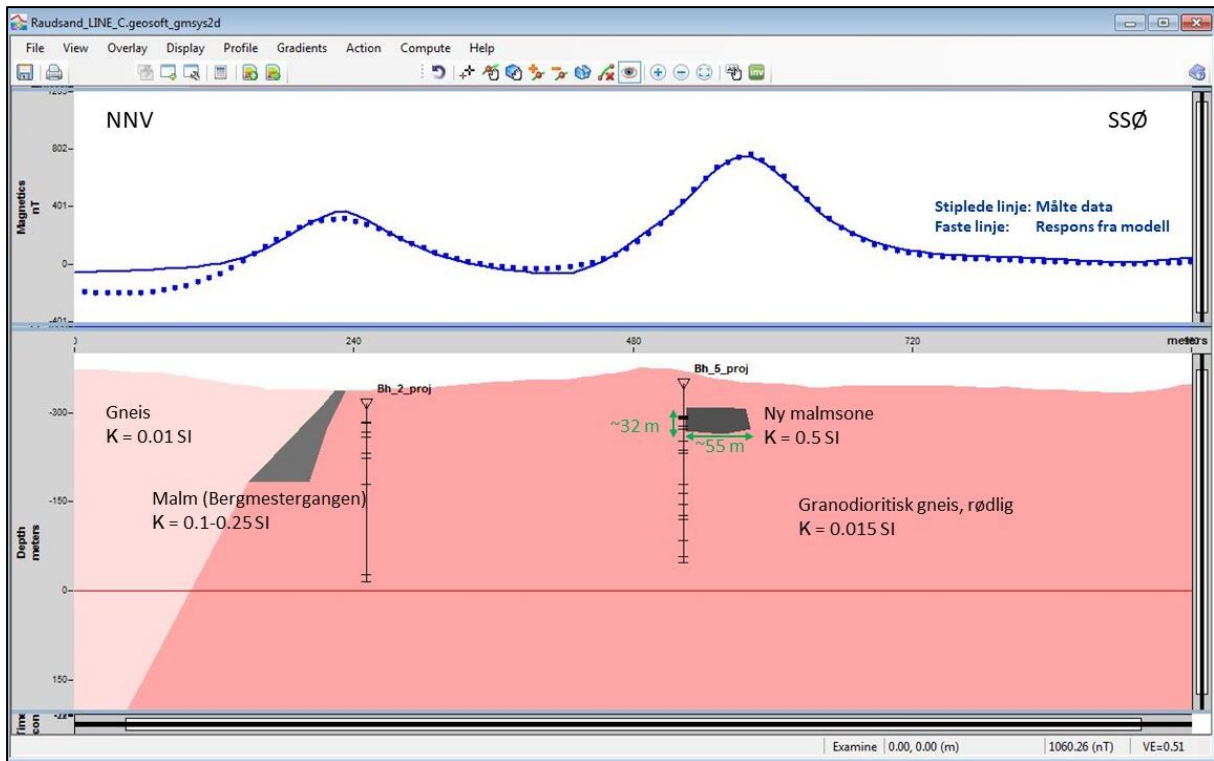 Raudsand_LINE_C.geosoft_gmsys2d
File View Overlay Display Profile Gradients Action Compute Help
inv
NNV
SSØ
802
401
0
-401
Magnetics
nT
Stiplede linje: Målte data
Faste linje: Respons fra modell
0 240 480 720 meters
Bh_2_proj
Bh_5_proj
-300
Gneis
K = 0.01 SI
~32 m
~55 m
Ny malmsone
K = 0.5 SI
Malm (Bergmestergangen)
K = 0.1-0.25 SI
Granodioritisk gneis, rødlig
K = 0.015 SI
-150
Depth
meters
0
150
Examine 0.00, 0.00 (m) 1060.26 (nT) VE=0.51